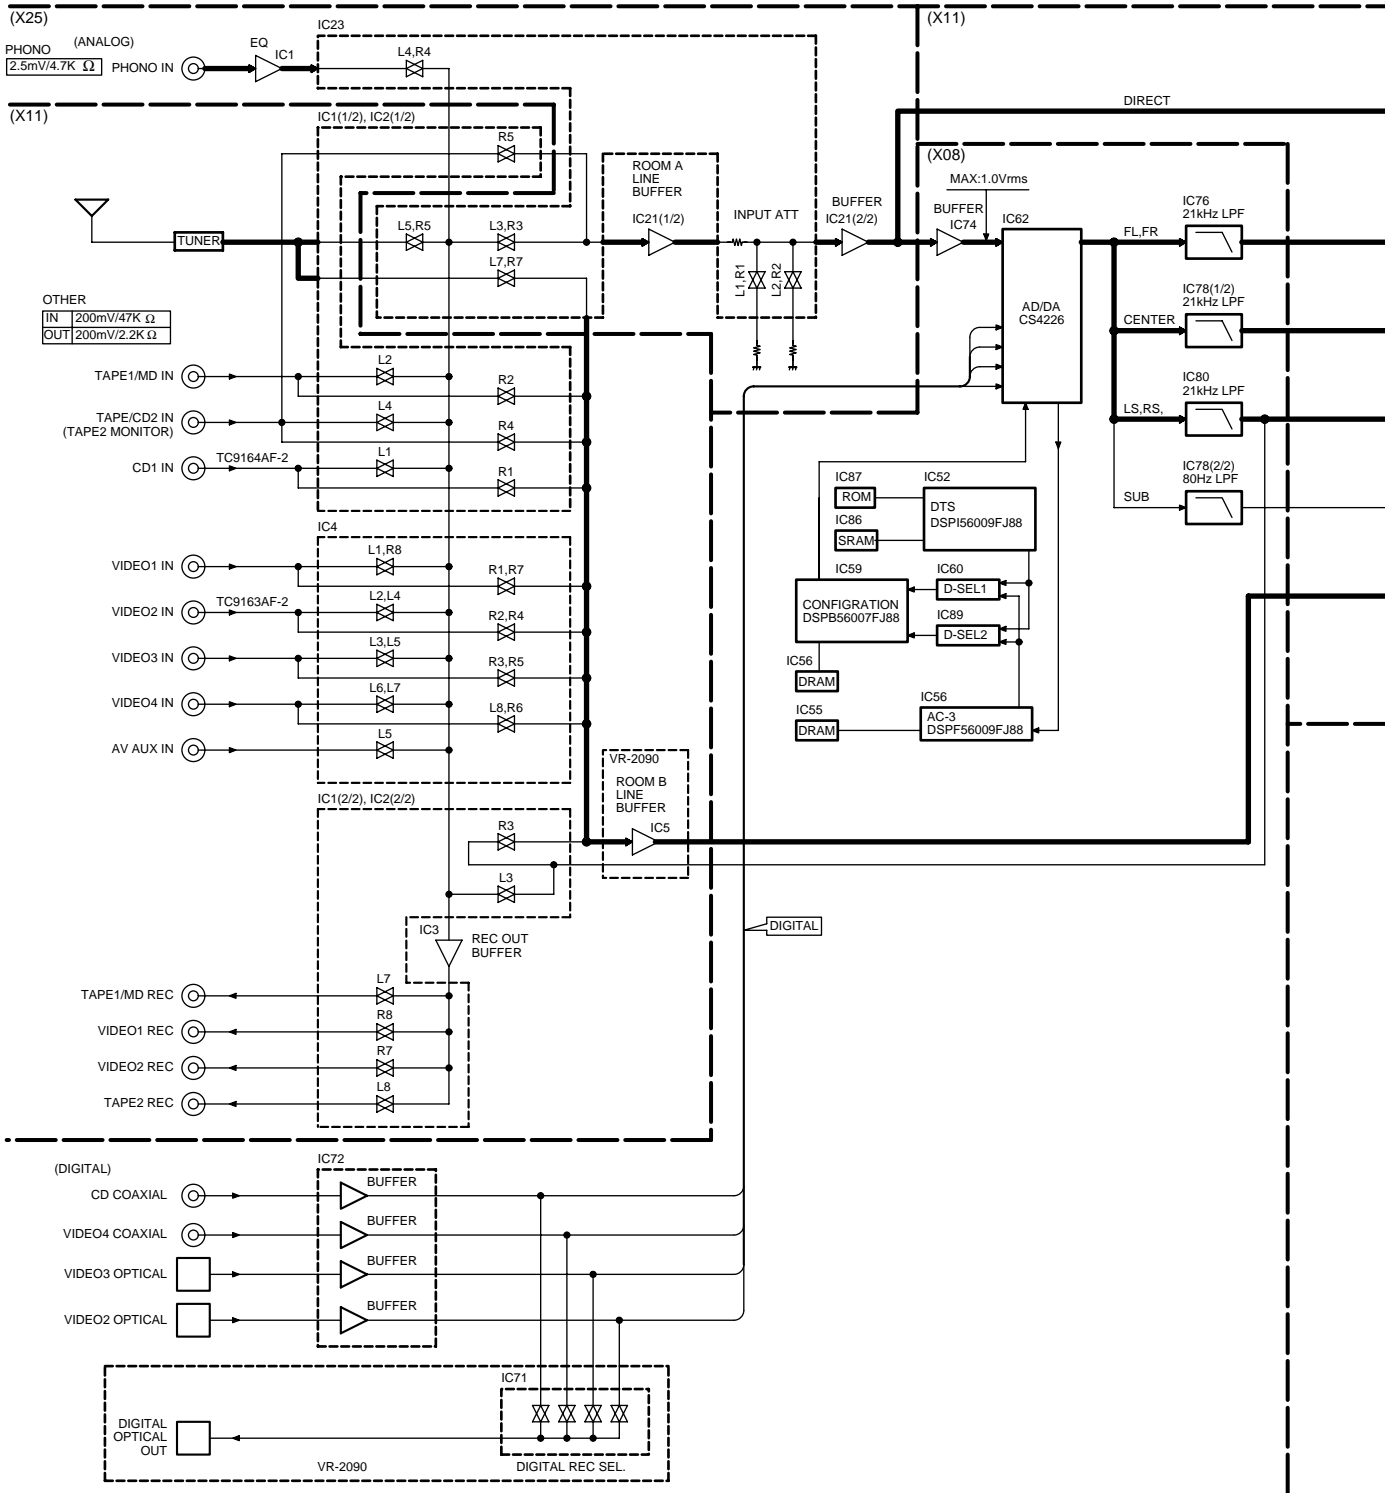 (X25)
(X11)
IC23
PHONO
(ANALOG)
2.5mV/4.7K Ω
PHONO IN
EQ
IC1
L4,R4
(X11)
DIRECT
IC1(1/2), IC2(1/2)
R5
(X08)
ROOM A
LINE
BUFFER
MAX:1.0Vrms
IC21(1/2)
INPUT ATT
BUFFER
IC21(2/2)
BUFFER
IC74
IC62
IC76
21kHz LPF
TUNER
L5,R5
L3,R3
FL,FR
L7,R7
L1,R1
L2,R2
AD/DA
CS4226
OTHER
IN 200mV/47K Ω
OUT 200mV/2.2K Ω
IC78(1/2)
21kHz LPF
CENTER
TAPE1/MD IN
L2
R2
IC80
21kHz LPF
LS,RS,
TAPE/CD2 IN
(TAPE2 MONITOR)
L4
R4
CD1 IN
TC9164AF-2
L1
R1
IC78(2/2)
80Hz LPF
SUB
IC87
ROM
IC52
DTS
DSPI56009FJ88
IC86
SRAM
IC4
VIDEO1 IN
L1,R8
R1,R7
IC59
CONFIGRATION
DSPB56007FJ88
IC60
D-SEL1
VIDEO2 IN
TC9163AF-2
L2,L4
R2,R4
IC89
D-SEL2
VIDEO3 IN
L3,L5
R3,R5
IC56
DRAM
VIDEO4 IN
L6,L7
L8,R6
IC55
DRAM
IC56
AC-3
DSPF56009FJ88
AV AUX IN
L5
VR-2090
ROOM B
LINE
BUFFER
IC5
IC1(2/2), IC2(2/2)
R3
L3
IC3
REC OUT
BUFFER
DIGITAL
TAPE1/MD REC
L7
VIDEO1 REC
R8
VIDEO2 REC
R7
TAPE2 REC
L8
(DIGITAL)
IC72
CD COAXIAL
BUFFER
VIDEO4 COAXIAL
BUFFER
VIDEO3 OPTICAL
BUFFER
VIDEO2 OPTICAL
BUFFER
IC71
DIGITAL
OPTICAL
OUT
VR-2090
DIGITAL REC SEL.